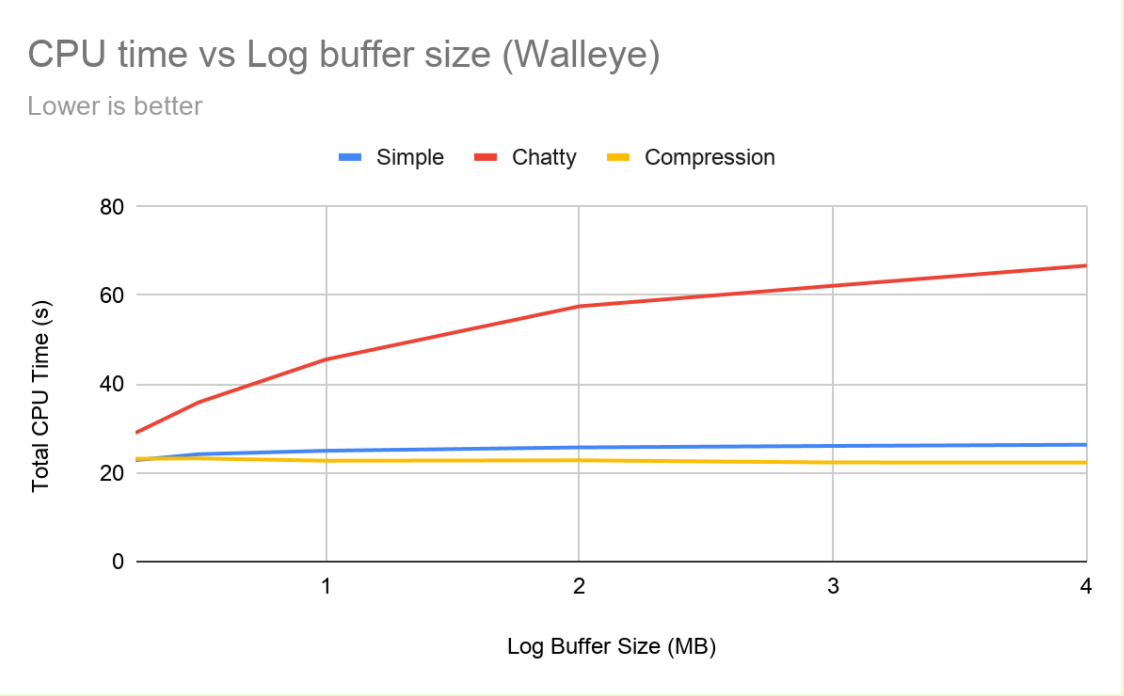 CPU time vs Log buffer size (Walleye)
Lower is better
Simple Chatty Compression
80
60
40
20
0
Total CPU Time (s)
1 2 3 4
Log Buffer Size (MB)